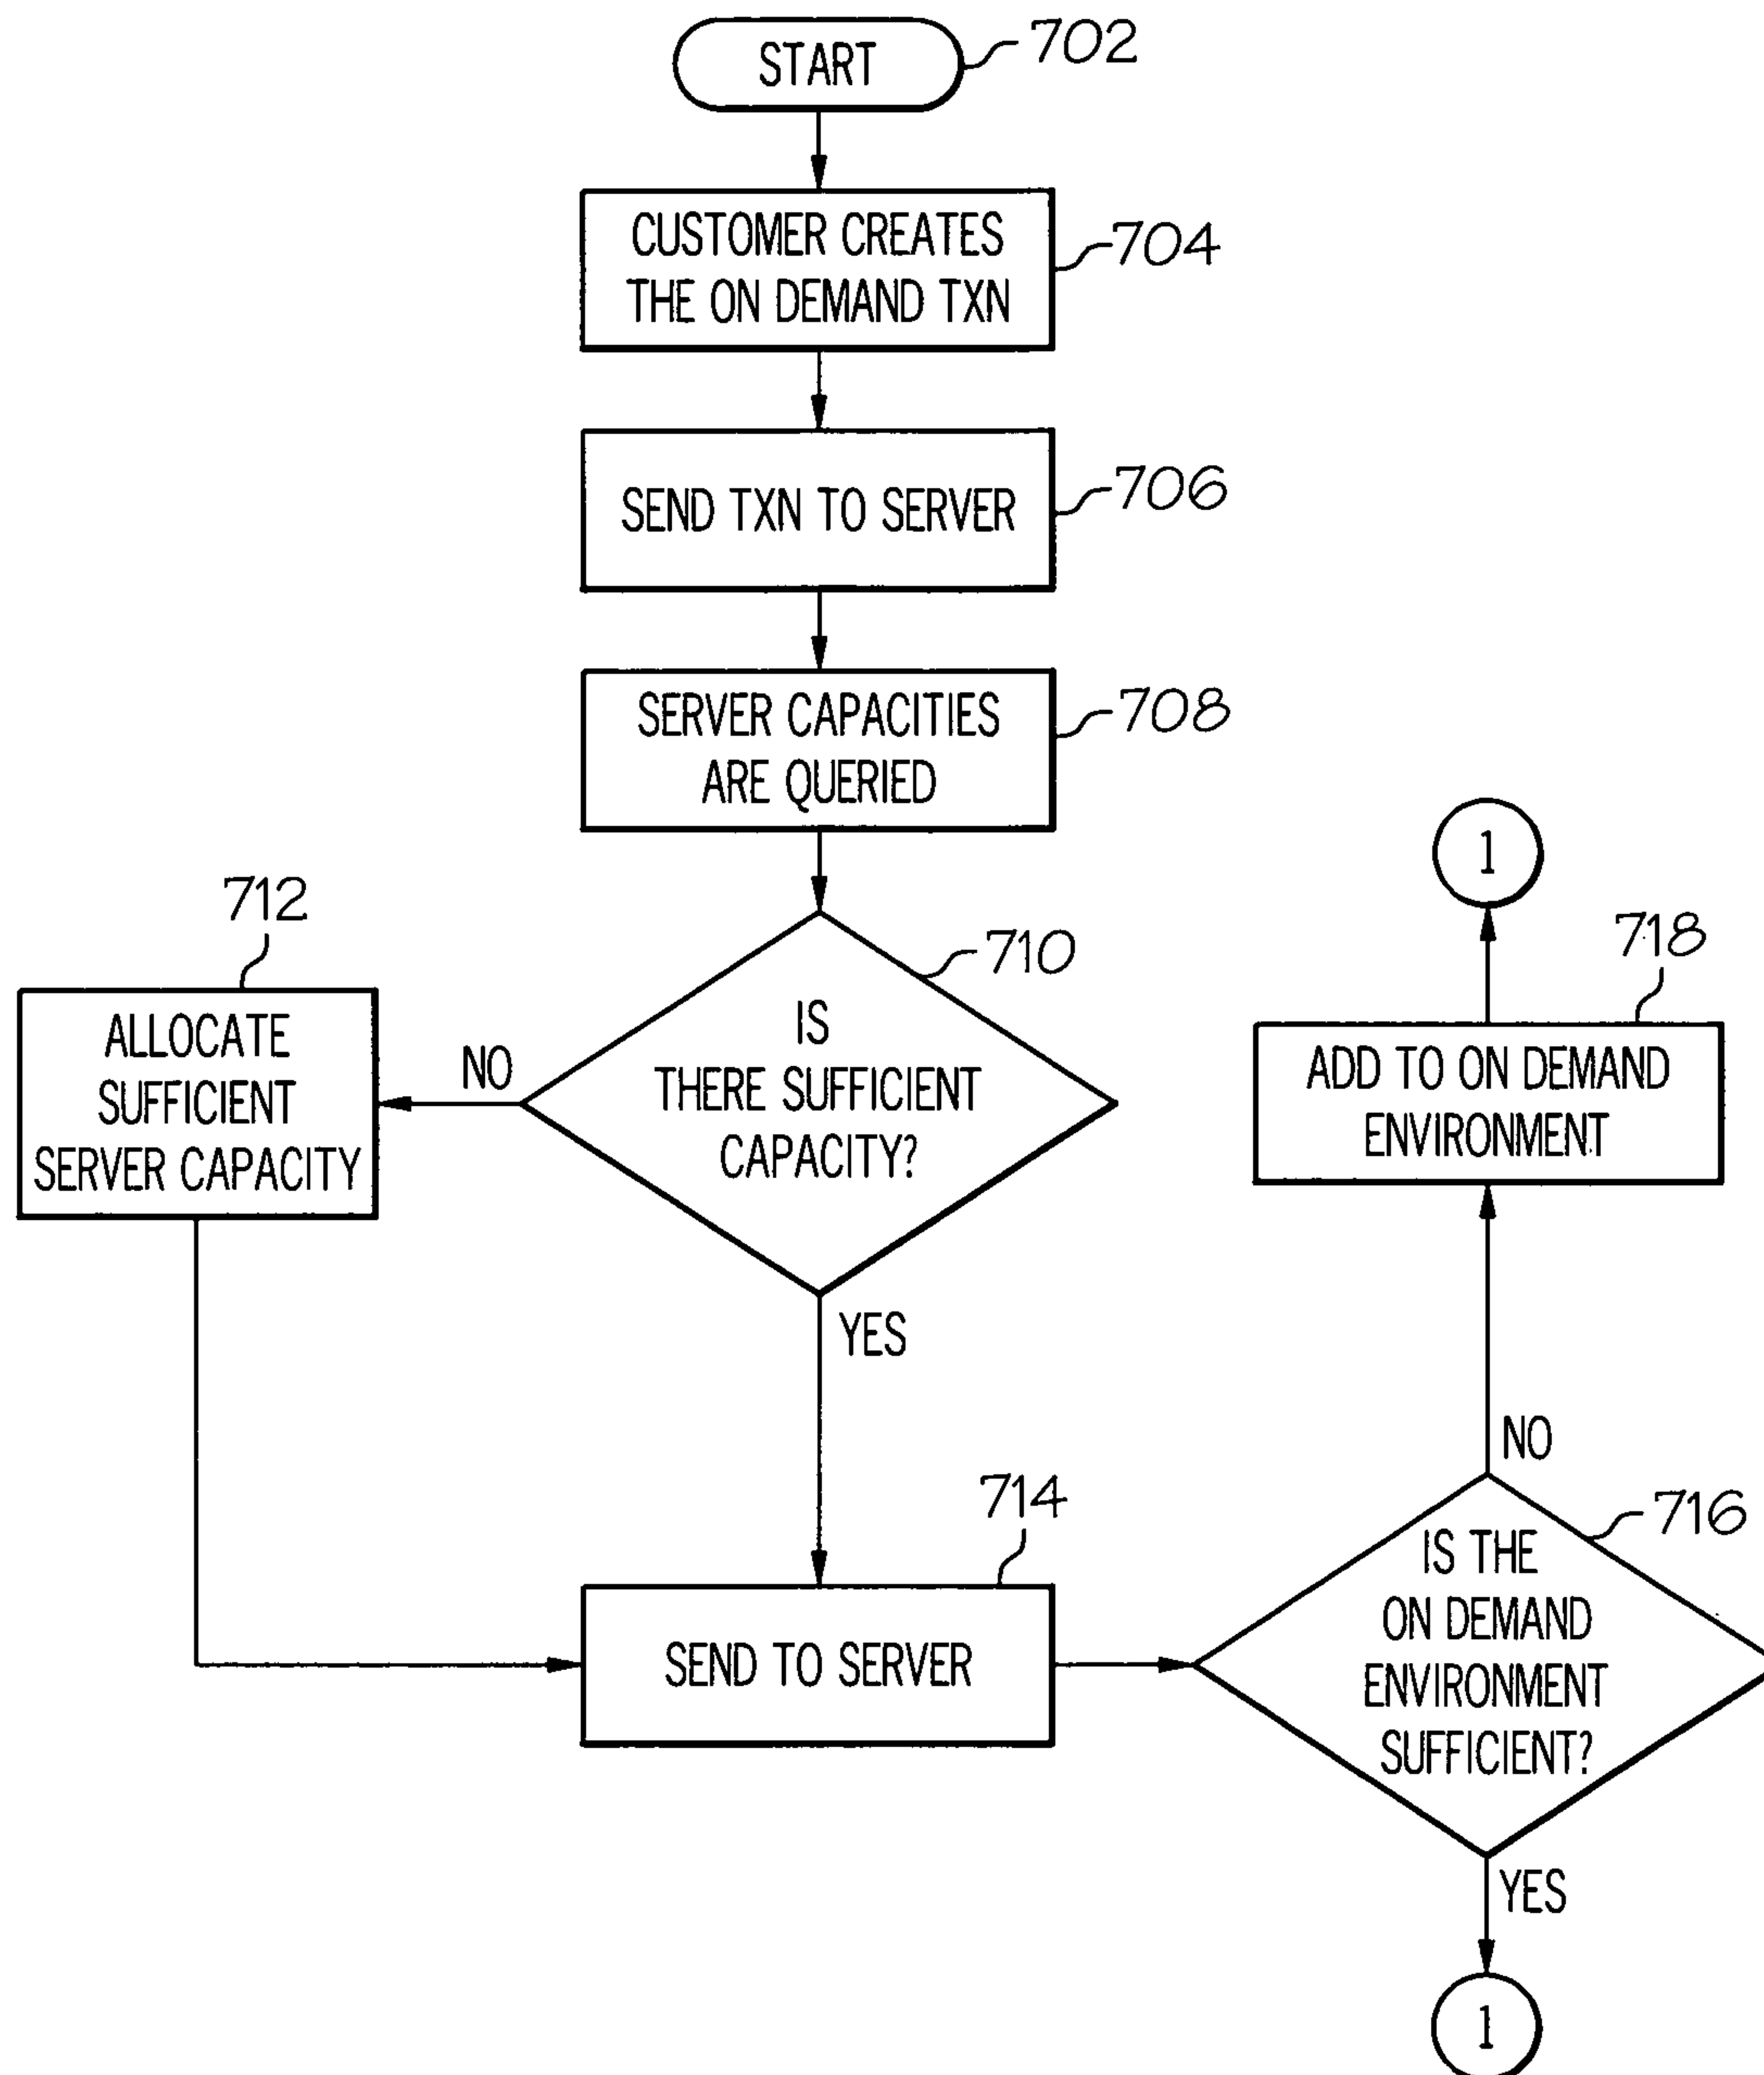 START
702
CUSTOMER CREATES
THE ON DEMAND TXN
704
SEND TXN TO SERVER
706
SERVER CAPACITIES
ARE QUERIED
708
IS
THERE SUFFICIENT
CAPACITY?
710
NO
712
ALLOCATE
SUFFICIENT
SERVER CAPACITY
YES
714
SEND TO SERVER
716
IS THE
ON DEMAND
ENVIRONMENT
SUFFICIENT?
NO
718
ADD TO ON DEMAND
ENVIRONMENT
1
YES
1